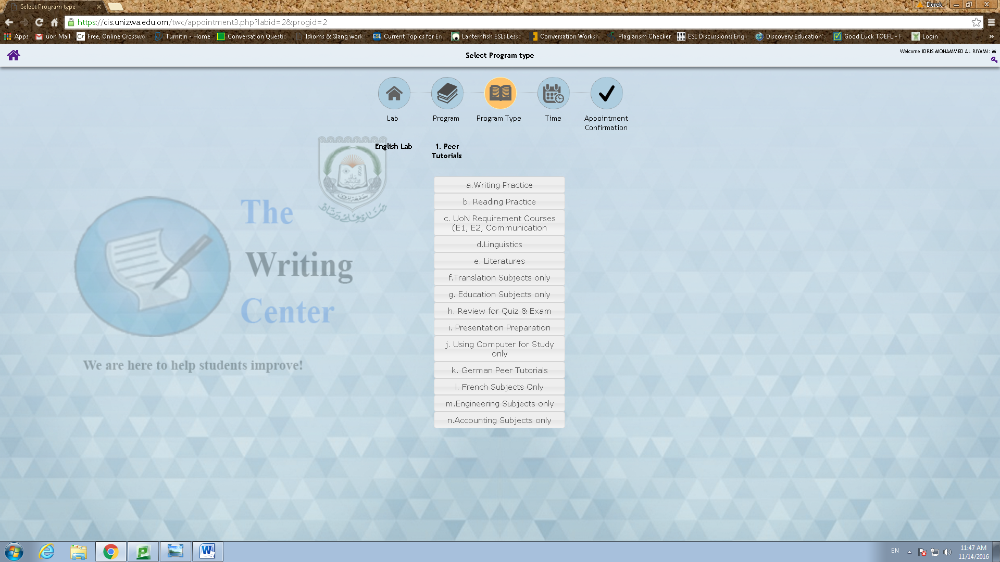 Select Program type
Derek
https://cis.unizwa.edu.om/twc/appointment3.php?labid=2&progid=2
Apps
uon Mail
Free, Online Crosswo
Turnitin - Home
Conversation Questio
Idioms & Slang work
Current Topics for En
Lanternfish ESL: Lesso
Conversation Worksh
Plagiarism Checker
ESL Discussions: Engli
Discovery Education'
Good Luck TOEFL - F
Login
»
Select Program type
Welcome IDRIS MOHAMMED AL RIYAMI: M
Lab
Program
Program Type
Time
Appointment
Confirmation
English Lab
1. Peer
Tutorials
The
Writing
Center
We are here to help students improve!
a.Writing Practice
b. Reading Practice
c. UoN Requirement Courses
(E1, E2, Communication
d.Linguistics
e. Literatures
f.Translation Subjects only
g. Education Subjects only
h. Review for Quiz & Exam
i. Presentation Preparation
j. Using Computer for Study
only
k. German Peer Tutorials
l. French Subjects Only
m.Engineering Subjects only
n.Accounting Subjects only
EN
11:47 AM
11/14/2016